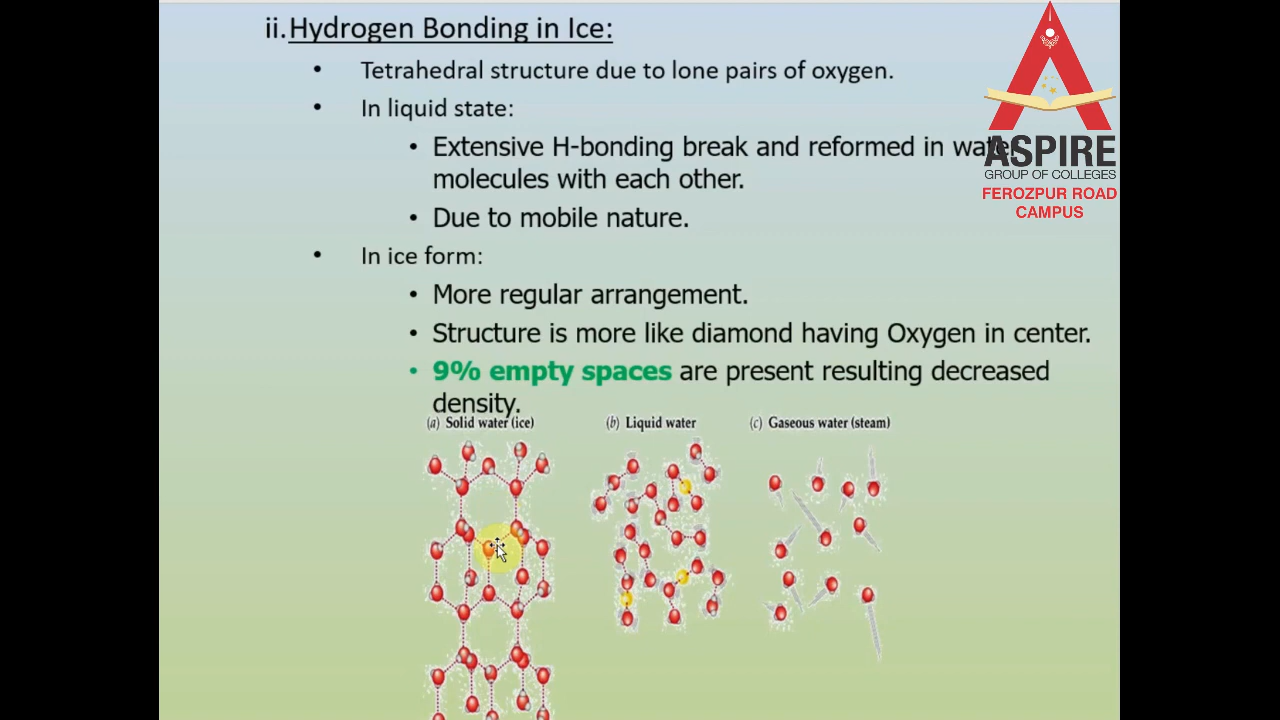 ii. Hydrogen Bonding in Ice:
• Tetrahedral structure due to lone pairs of oxygen.
• In liquid state:
• Extensive H-bonding break and reformed in water
molecules with each other.
• Due to mobile nature.
• In ice form:
• More regular arrangement.
• Structure is more like diamond having Oxygen in center.
• 9% empty spaces are present resulting decreased
density.
(a) Solid water (ice) (b) Liquid water (c) Gaseous water (steam)
ASPIRE
GROUP OF COLLEGES
FEROZPUR ROAD
CAMPUS